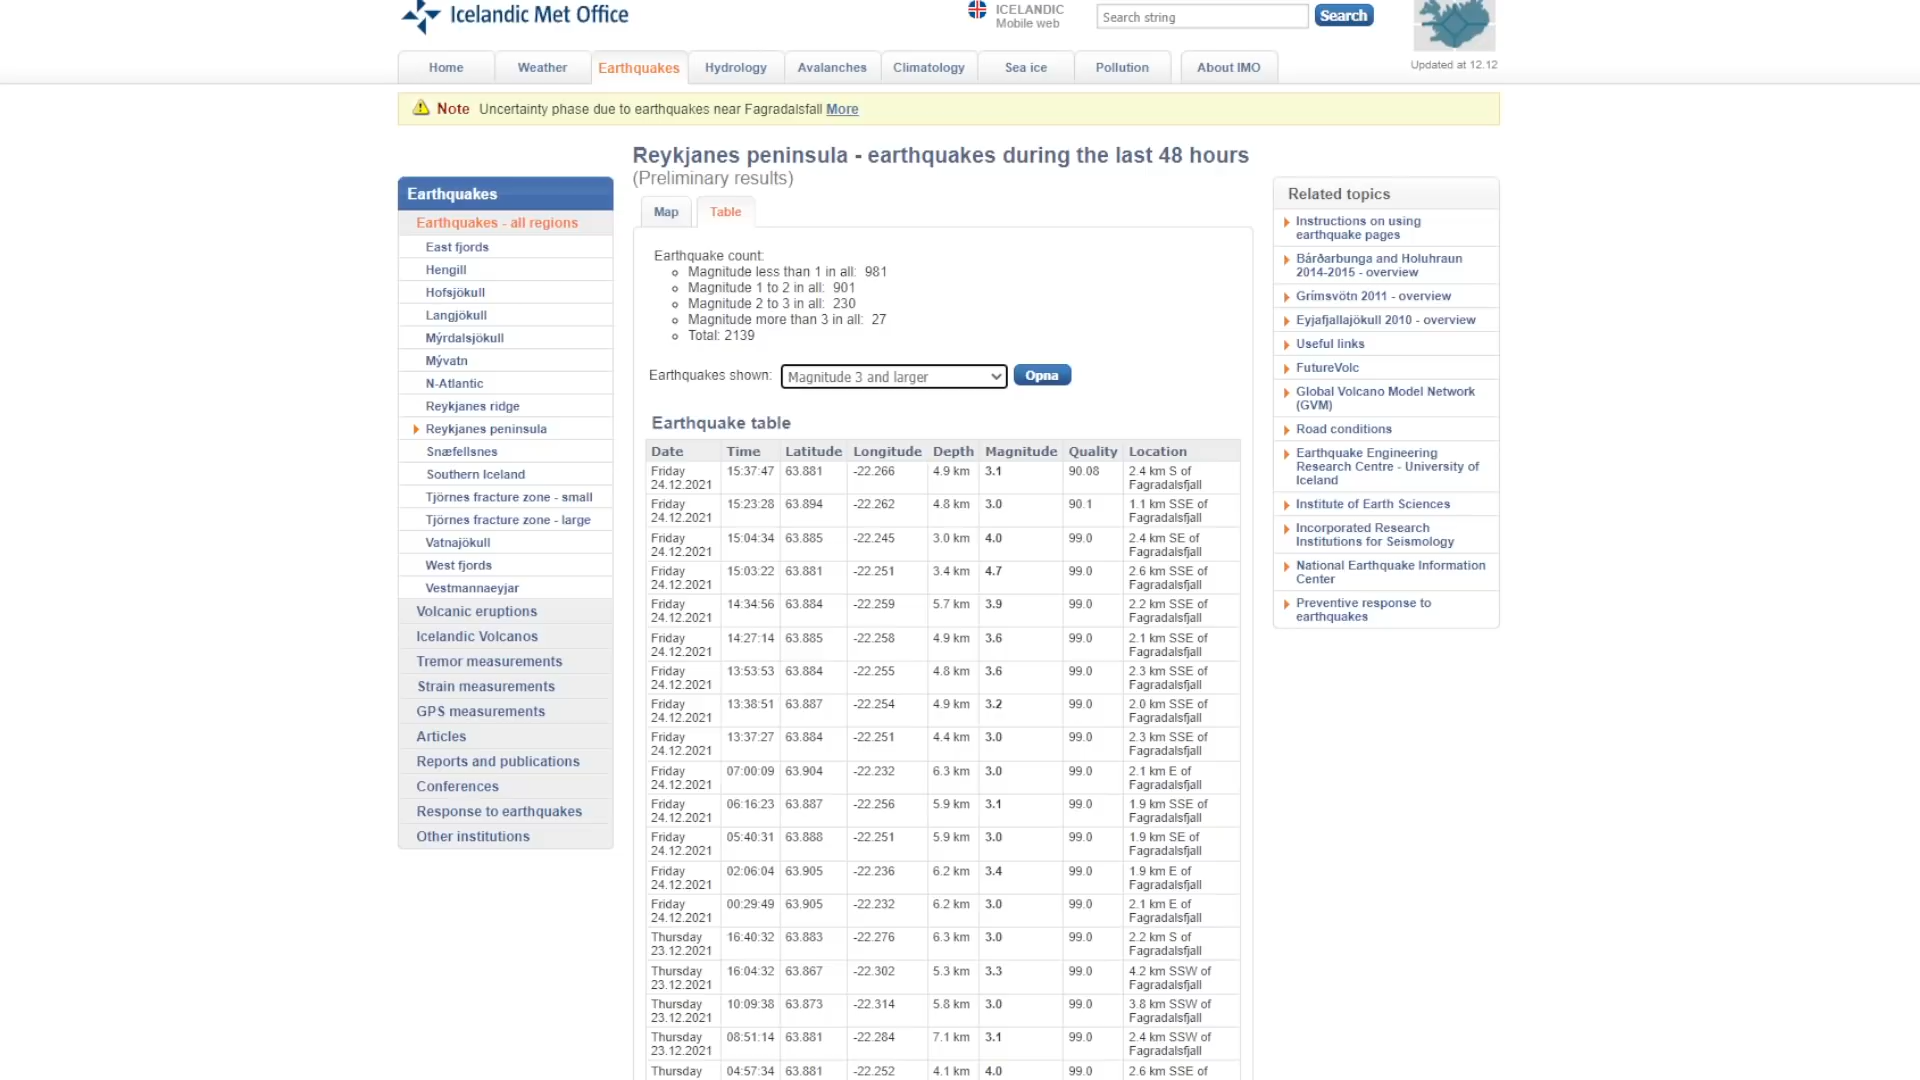 Icelandic Met Office
ICELANDIC
Mobile web
Search string
Search
Updated at 12.12
Home Weather Earthquakes Hydrology Avalanches Climatology Sea ice Pollution About IMO
Note Uncertainty phase due to earthquakes near Fagradalsfall More
Reykjanes peninsula - earthquakes during the last 48 hours
(Preliminary results)
Map Table
Earthquakes
Earthquakes - all regions
East fjords
Hengill
Hofsjökull
Langjökull
Mýrdalsjökull
Mývatn
N-Atlantic
Reykjanes ridge
Reykjanes peninsula
Snæfellsnes
Southern Iceland
Tjörnes fracture zone - small
Tjörnes fracture zone - large
Vatnajökull
West fjords
Vestmannaeyjar
Volcanic eruptions
Icelandic Volcanos
Tremor measurements
Strain measurements
GPS measurements
Articles
Reports and publications
Conferences
Response to earthquakes
Other institutions
Earthquake count:
Magnitude less than 1 in all: 981
Magnitude 1 to 2 in all: 901
Magnitude 2 to 3 in all: 230
Magnitude more than 3 in all: 27
Total: 2139
Earthquakes shown: Magnitude 3 and larger Opna
Earthquake table
Date Time Latitude Longitude Depth Magnitude Quality Location
Friday 15:37:47 63.881 -22.266 4.9 km 3.1 90.08 2.4 km S of
24.12.2021 Fagradalsfjall
Friday 15:23:28 63.894 -22.262 4.8 km 3.0 90.1 1.1 km SSE of
24.12.2021 Fagradalsfjall
Friday 15:04:34 63.885 -22.245 3.0 km 4.0 99.0 2.4 km SE of
24.12.2021 Fagradalsfjall
Friday 15:03:22 63.881 -22.251 3.4 km 4.7 99.0 2.6 km SSE of
24.12.2021 Fagradalsfjall
Friday 14:34:56 63.884 -22.259 5.7 km 3.9 99.0 2.2 km SSE of
24.12.2021 Fagradalsfjall
Friday 14:27:14 63.885 -22.258 4.9 km 3.6 99.0 2.1 km SSE of
24.12.2021 Fagradalsfjall
Friday 13:53:53 63.884 -22.255 4.8 km 3.6 99.0 2.3 km SSE of
24.12.2021 Fagradalsfjall
Friday 13:38:51 63.887 -22.254 4.9 km 3.2 99.0 2.0 km SSE of
24.12.2021 Fagradalsfjall
Friday 13:37:27 63.884 -22.251 4.4 km 3.0 99.0 2.3 km SSE of
24.12.2021 Fagradalsfjall
Friday 07:00:09 63.904 -22.232 6.3 km 3.0 99.0 2.1 km E of
24.12.2021 Fagradalsfjall
Friday 06:16:23 63.887 -22.256 5.9 km 3.1 99.0 1.9 km SSE of
24.12.2021 Fagradalsfjall
Friday 05:40:31 63.888 -22.251 5.9 km 3.0 99.0 1.9 km SE of
24.12.2021 Fagradalsfjall
Friday 02:06:04 63.905 -22.236 6.2 km 3.4 99.0 1.9 km E of
24.12.2021 Fagradalsfjall
Friday 00:29:49 63.905 -22.232 6.2 km 3.0 99.0 2.1 km E of
24.12.2021 Fagradalsfjall
Thursday 16:40:32 63.883 -22.276 6.3 km 3.0 99.0 2.2 km S of
23.12.2021 Fagradalsfjall
Thursday 16:04:32 63.867 -22.302 5.3 km 3.3 99.0 4.2 km SSW of
23.12.2021 Fagradalsfjall
Thursday 10:09:38 63.873 -22.314 5.8 km 3.0 99.0 3.8 km SSW of
23.12.2021 Fagradalsfjall
Thursday 08:51:14 63.881 -22.284 7.1 km 3.1 99.0 2.4 km SSW of
23.12.2021 Fagradalsfjall
Thursday 04:57:34 63.881 -22.252 4.1 km 4.0 99.0 2.6 km SSE of
Related topics
Instructions on using
earthquake pages
Bárðarbunga and Holuhraun
2014-2015 - overview
Grímsvötn 2011 - overview
Eyjafjallajökull 2010 - overview
Useful links
FutureVolc
Global Volcano Model Network
(GVM)
Road conditions
Earthquake Engineering
Research Centre - University of
Iceland
Institute of Earth Sciences
Incorporated Research
Institutions for Seismology
National Earthquake Information
Center
Preventive response to
earthquakes